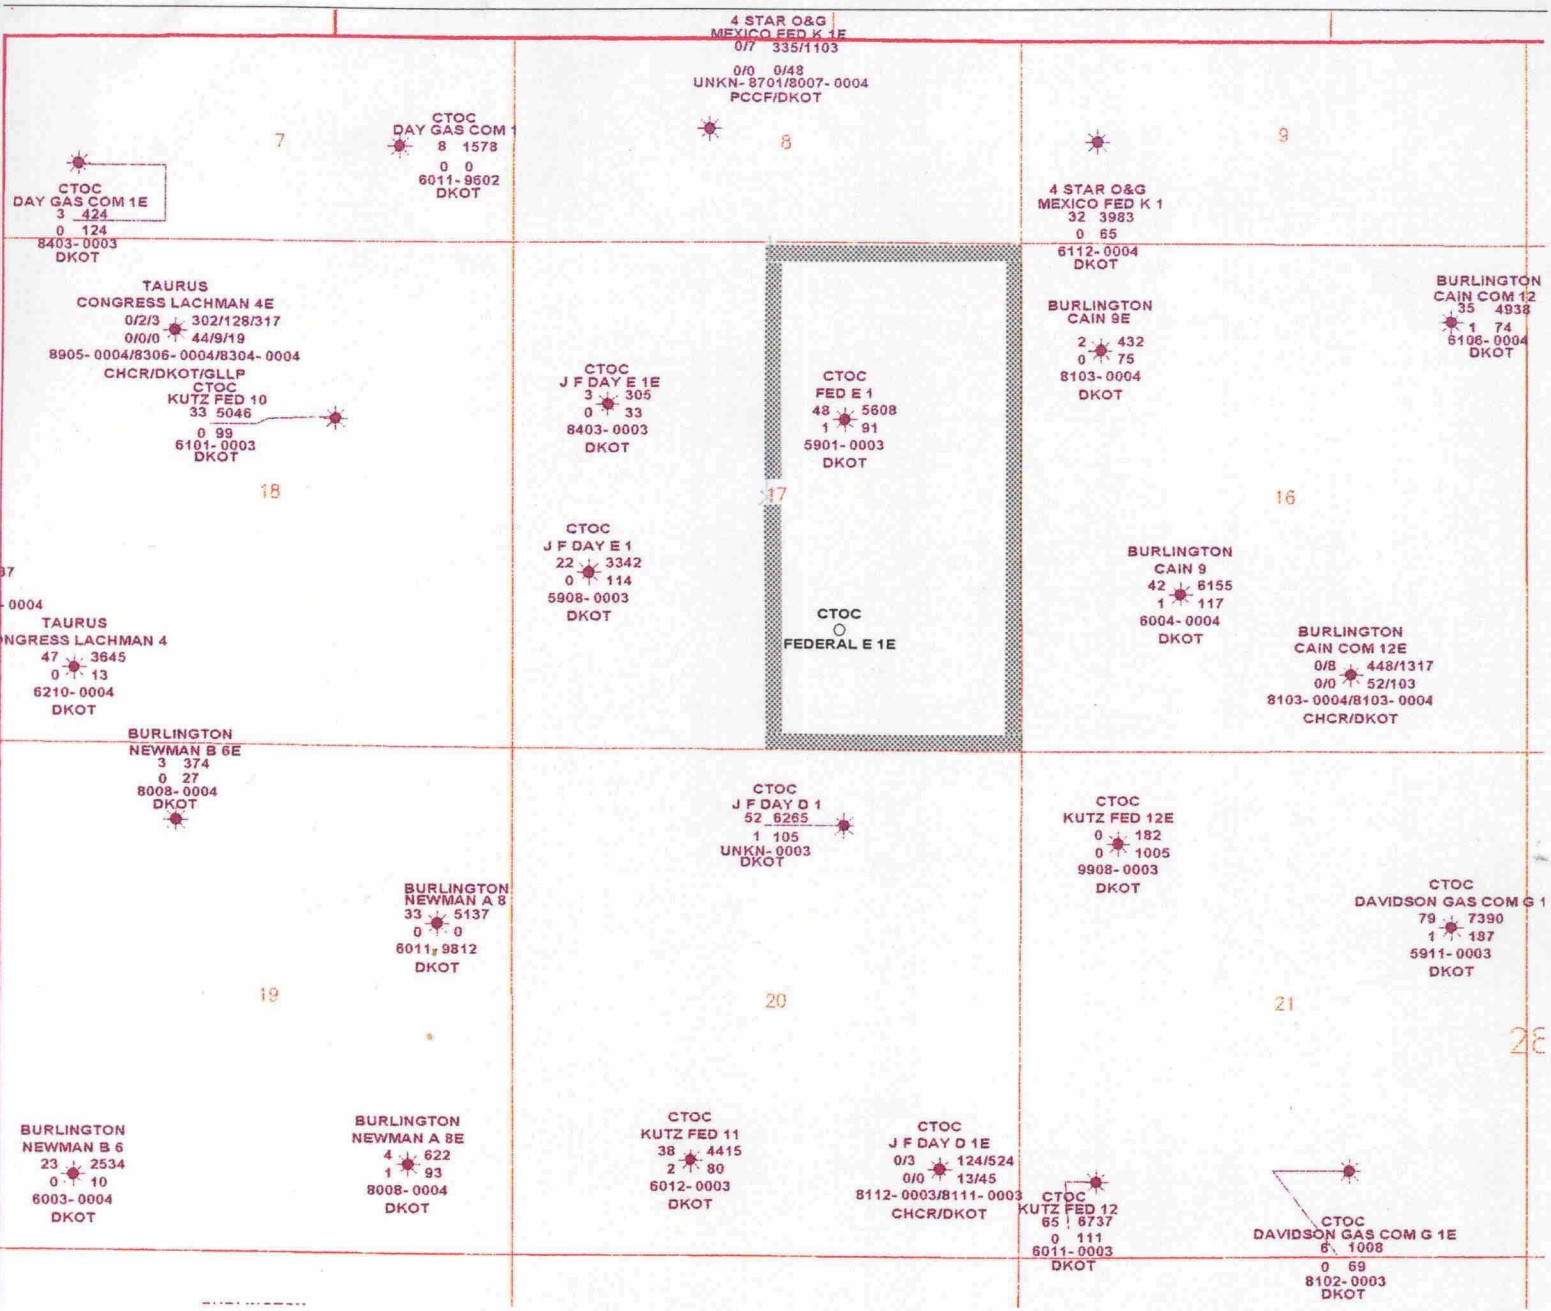 4 STAR O&G
MEXICO FED K 1E
0/7 335/1103
0/0 0/48
UNKN-8701/8007-0004
PCCF/DKOT
7
8
9
CTOC
DAY GAS COM 1
8 1578
0 0
6011-9602
DKOT
CTOC
DAY GAS COM 1E
3 424
0 124
8403-0003
DKOT
4 STAR O&G
MEXICO FED K 1
32 3983
0 65
6112-0004
DKOT
TAURUS
CONGRESS LACHMAN 4E
0/2/3 302/128/317
0/0/0 44/9/19
8905-0004/8306-0004/8304-0004
CHCR/DKOT/GLLP
CTOC
KUTZ FED 10
33 5046
0 99
6101-0003
DKOT
18
CTOC
J F DAY E 1E
3 305
0 33
8403-0003
DKOT
CTOC
FED E 1
48 5608
1 91
5901-0003
DKOT
17
BURLINGTON
CAIN 9E
2 432
0 75
8103-0004
DKOT
BURLINGTON
CAIN COM 12
35 4938
1 74
6106-0004
DKOT
16
CTOC
J F DAY E 1
22 3342
0 114
5908-0003
DKOT
CTOC
FEDERAL E 1E
BURLINGTON
CAIN 9
42 6155
1 117
6004-0004
DKOT
BURLINGTON
CAIN COM 12E
0/8 448/1317
0/0 52/103
8103-0004/8103-0004
CHCR/DKOT
37
-0004
TAURUS
NGRESS LACHMAN 4
47 3645
0 13
6210-0004
DKOT
BURLINGTON
NEWMAN B 6E
3 374
0 27
8008-0004
DKOT
CTOC
J F DAY D 1
52 6265
1 105
UNKN-0003
DKOT
CTOC
KUTZ FED 12E
0 182
0 1005
9908-0003
DKOT
BURLINGTON
NEWMAN A 8
33 5137
0 0
6011-9812
DKOT
CTOC
DAVIDSON GAS COM G 1
79 7390
1 187
5911-0003
DKOT
19
20
21
28
BURLINGTON
NEWMAN B 6
23 2534
0 10
6003-0004
DKOT
BURLINGTON
NEWMAN A 8E
4 622
1 93
8008-0004
DKOT
CTOC
KUTZ FED 11
38 4415
2 80
6012-0003
DKOT
CTOC
J F DAY D 1E
0/3 124/524
0/0 13/45
8112-0003/8111-0003
CHCR/DKOT
CTOC
KUTZ FED 12
65 6737
0 111
6011-0003
DKOT
CTOC
DAVIDSON GAS COM G 1E
6 1008
0 69
8102-0003
DKOT